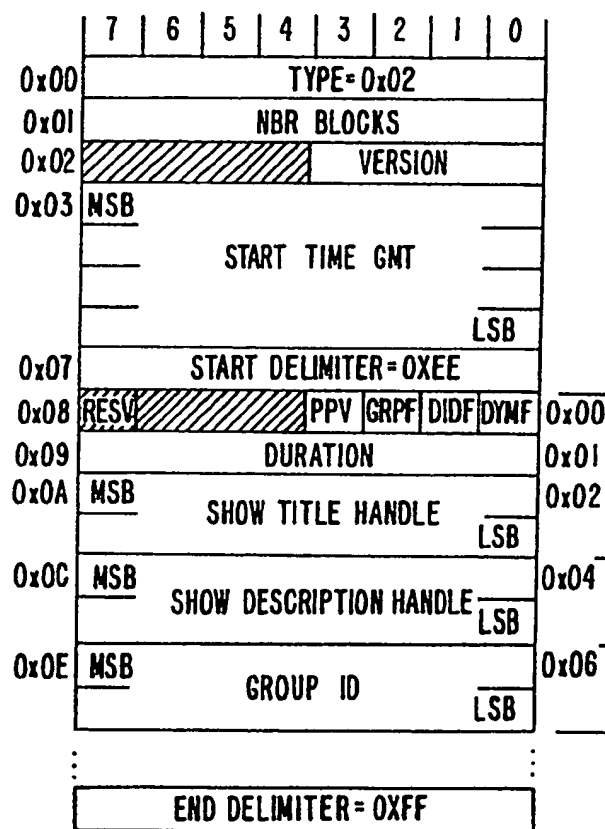 7 6 5 4 3 2 1 0
0x00 TYPE=0x02
0x01 NBR BLOCKS
0x02 VERSION
0x03 MSB
START TIME GMT
LSB
0x07 START DELIMITER=0XEE
0x08 RESV PPV GRPF DIDF DYMF 0x00
0x09 DURATION 0x01
0x0A MSB 0x02
SHOW TITLE HANDLE
LSB
0x0C MSB 0x04
SHOW DESCRIPTION HANDLE
LSB
0x0E MSB 0x06
GROUP ID
LSB
END DELIMITER=0XFF